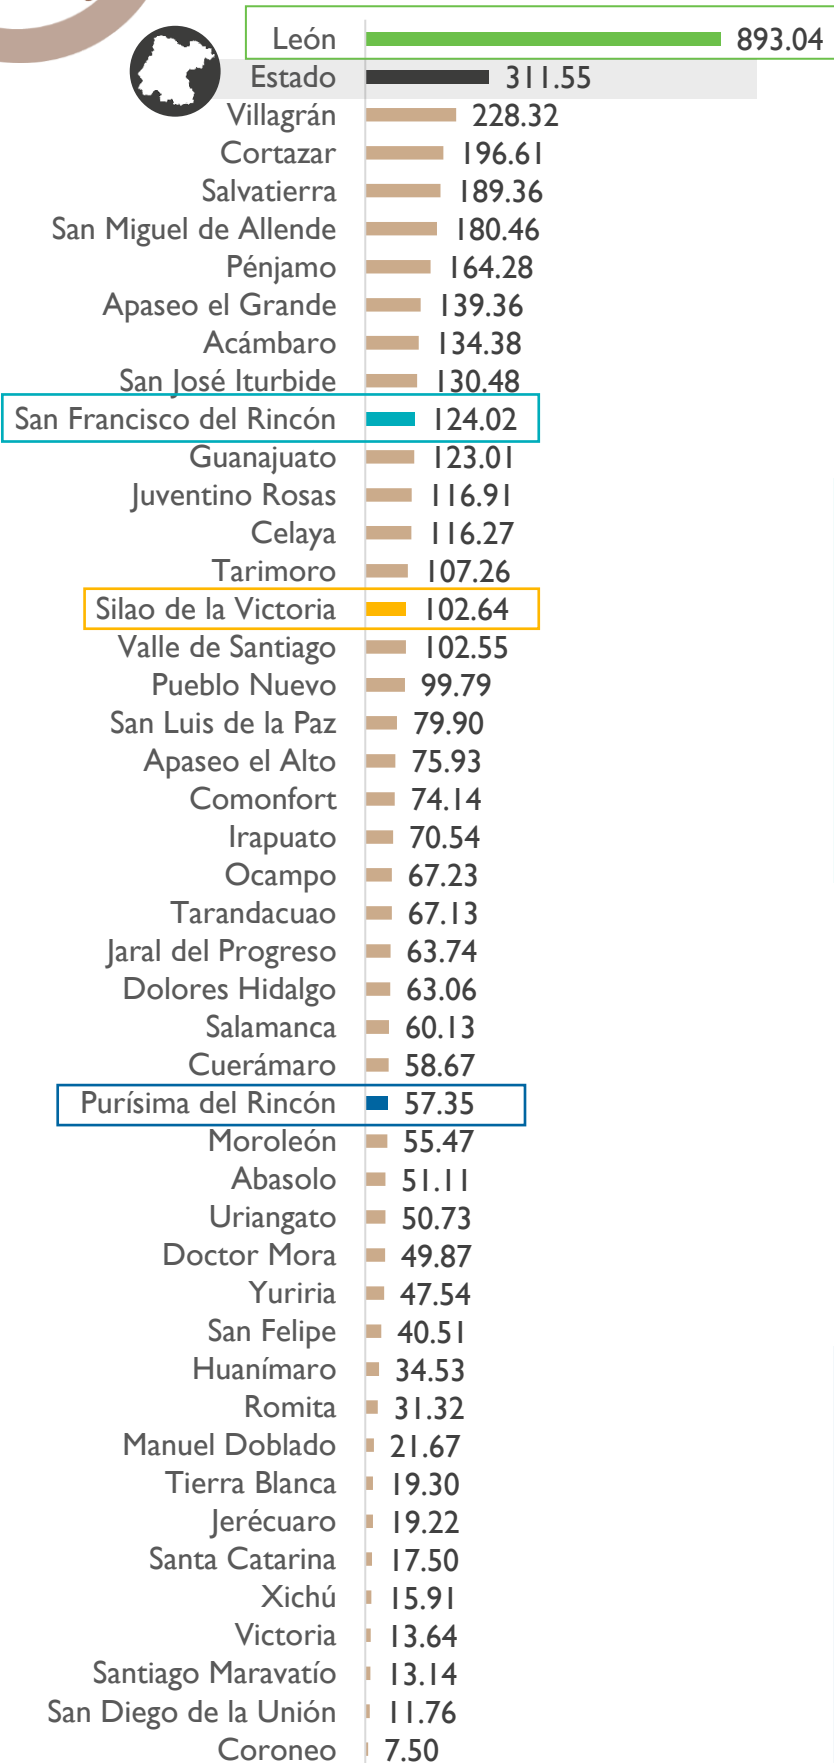 León 893.04
Estado 311.55
Villagrán 228.32
Cortazar 196.61
Salvatierra 189.36
San Miguel de Allende 180.46
Pénjamo 164.28
Apaseo el Grande 139.36
Acámbaro 134.38
San José Iturbide 130.48
San Francisco del Rincón 124.02
Guanajuato 123.01
Juventino Rosas 116.91
Celaya 116.27
Tarimoro 107.26
Silao de la Victoria 102.64
Valle de Santiago 102.55
Pueblo Nuevo 99.79
San Luis de la Paz 79.90
Apaseo el Alto 75.93
Comonfort 74.14
Irapuato 70.54
Ocampo 67.23
Tarandacuao 67.13
Jaral del Progreso 63.74
Dolores Hidalgo 63.06
Salamanca 60.13
Cuerámaro 58.67
Purísima del Rincón 57.35
Moroleón 55.47
Abasolo 51.11
Uriangato 50.73
Doctor Mora 49.87
Yuriria 47.54
San Felipe 40.51
Huanímaro 34.53
Romita 31.32
Manuel Doblado 21.67
Tierra Blanca 19.30
Jerécuaro 19.22
Santa Catarina 17.50
Xichú 15.91
Victoria 13.64
Santiago Maravatío 13.14
San Diego de la Unión 11.76
Coroneo 7.50